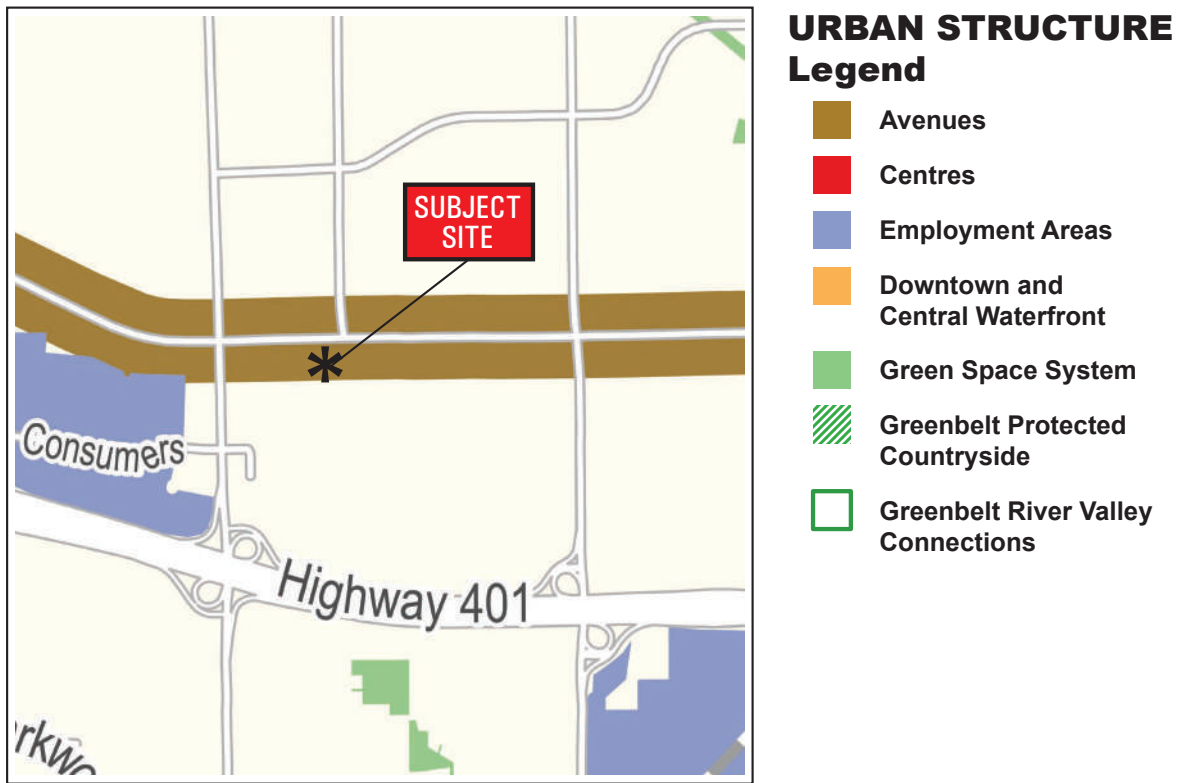 URBAN STRUCTURE
Legend
Avenues
Centres
Employment Areas
Downtown and
Central Waterfront
Green Space System
Greenbelt Protected
Countryside
Greenbelt River Valley
Connections
SUBJECT
SITE
Consumers
Highway 401